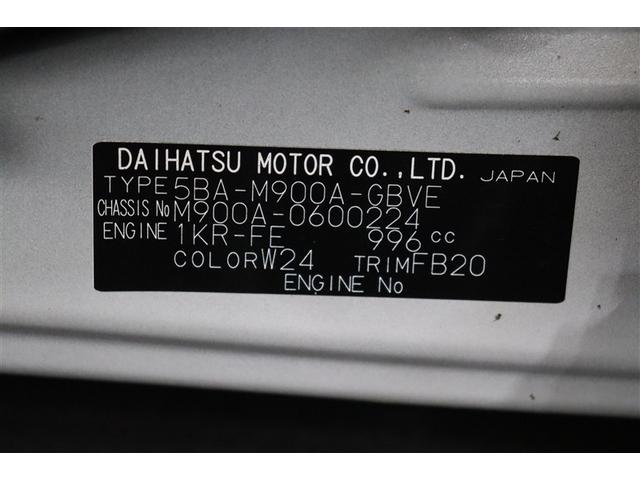 DAIHATSU MOTOR CO.,LTD. JAPAN
TYPE 5BA-M900A-GBVE
CHASSIS No M900A-0600224
ENGINE 1KR-FE 996 cc
COLOR W24 TRIM FB20
ENGINE No